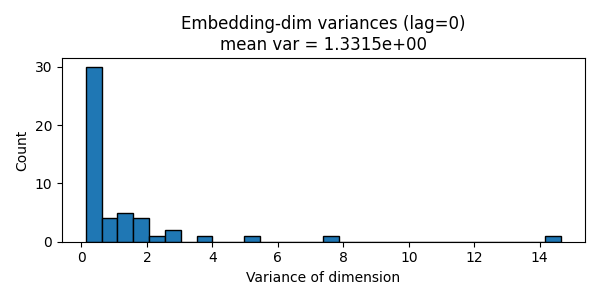 Embedding-dim variances (lag=0)
mean var = 1.3315e+00
30
20
10
0
Count
0 2 4 6 8 10 12 14
Variance of dimension